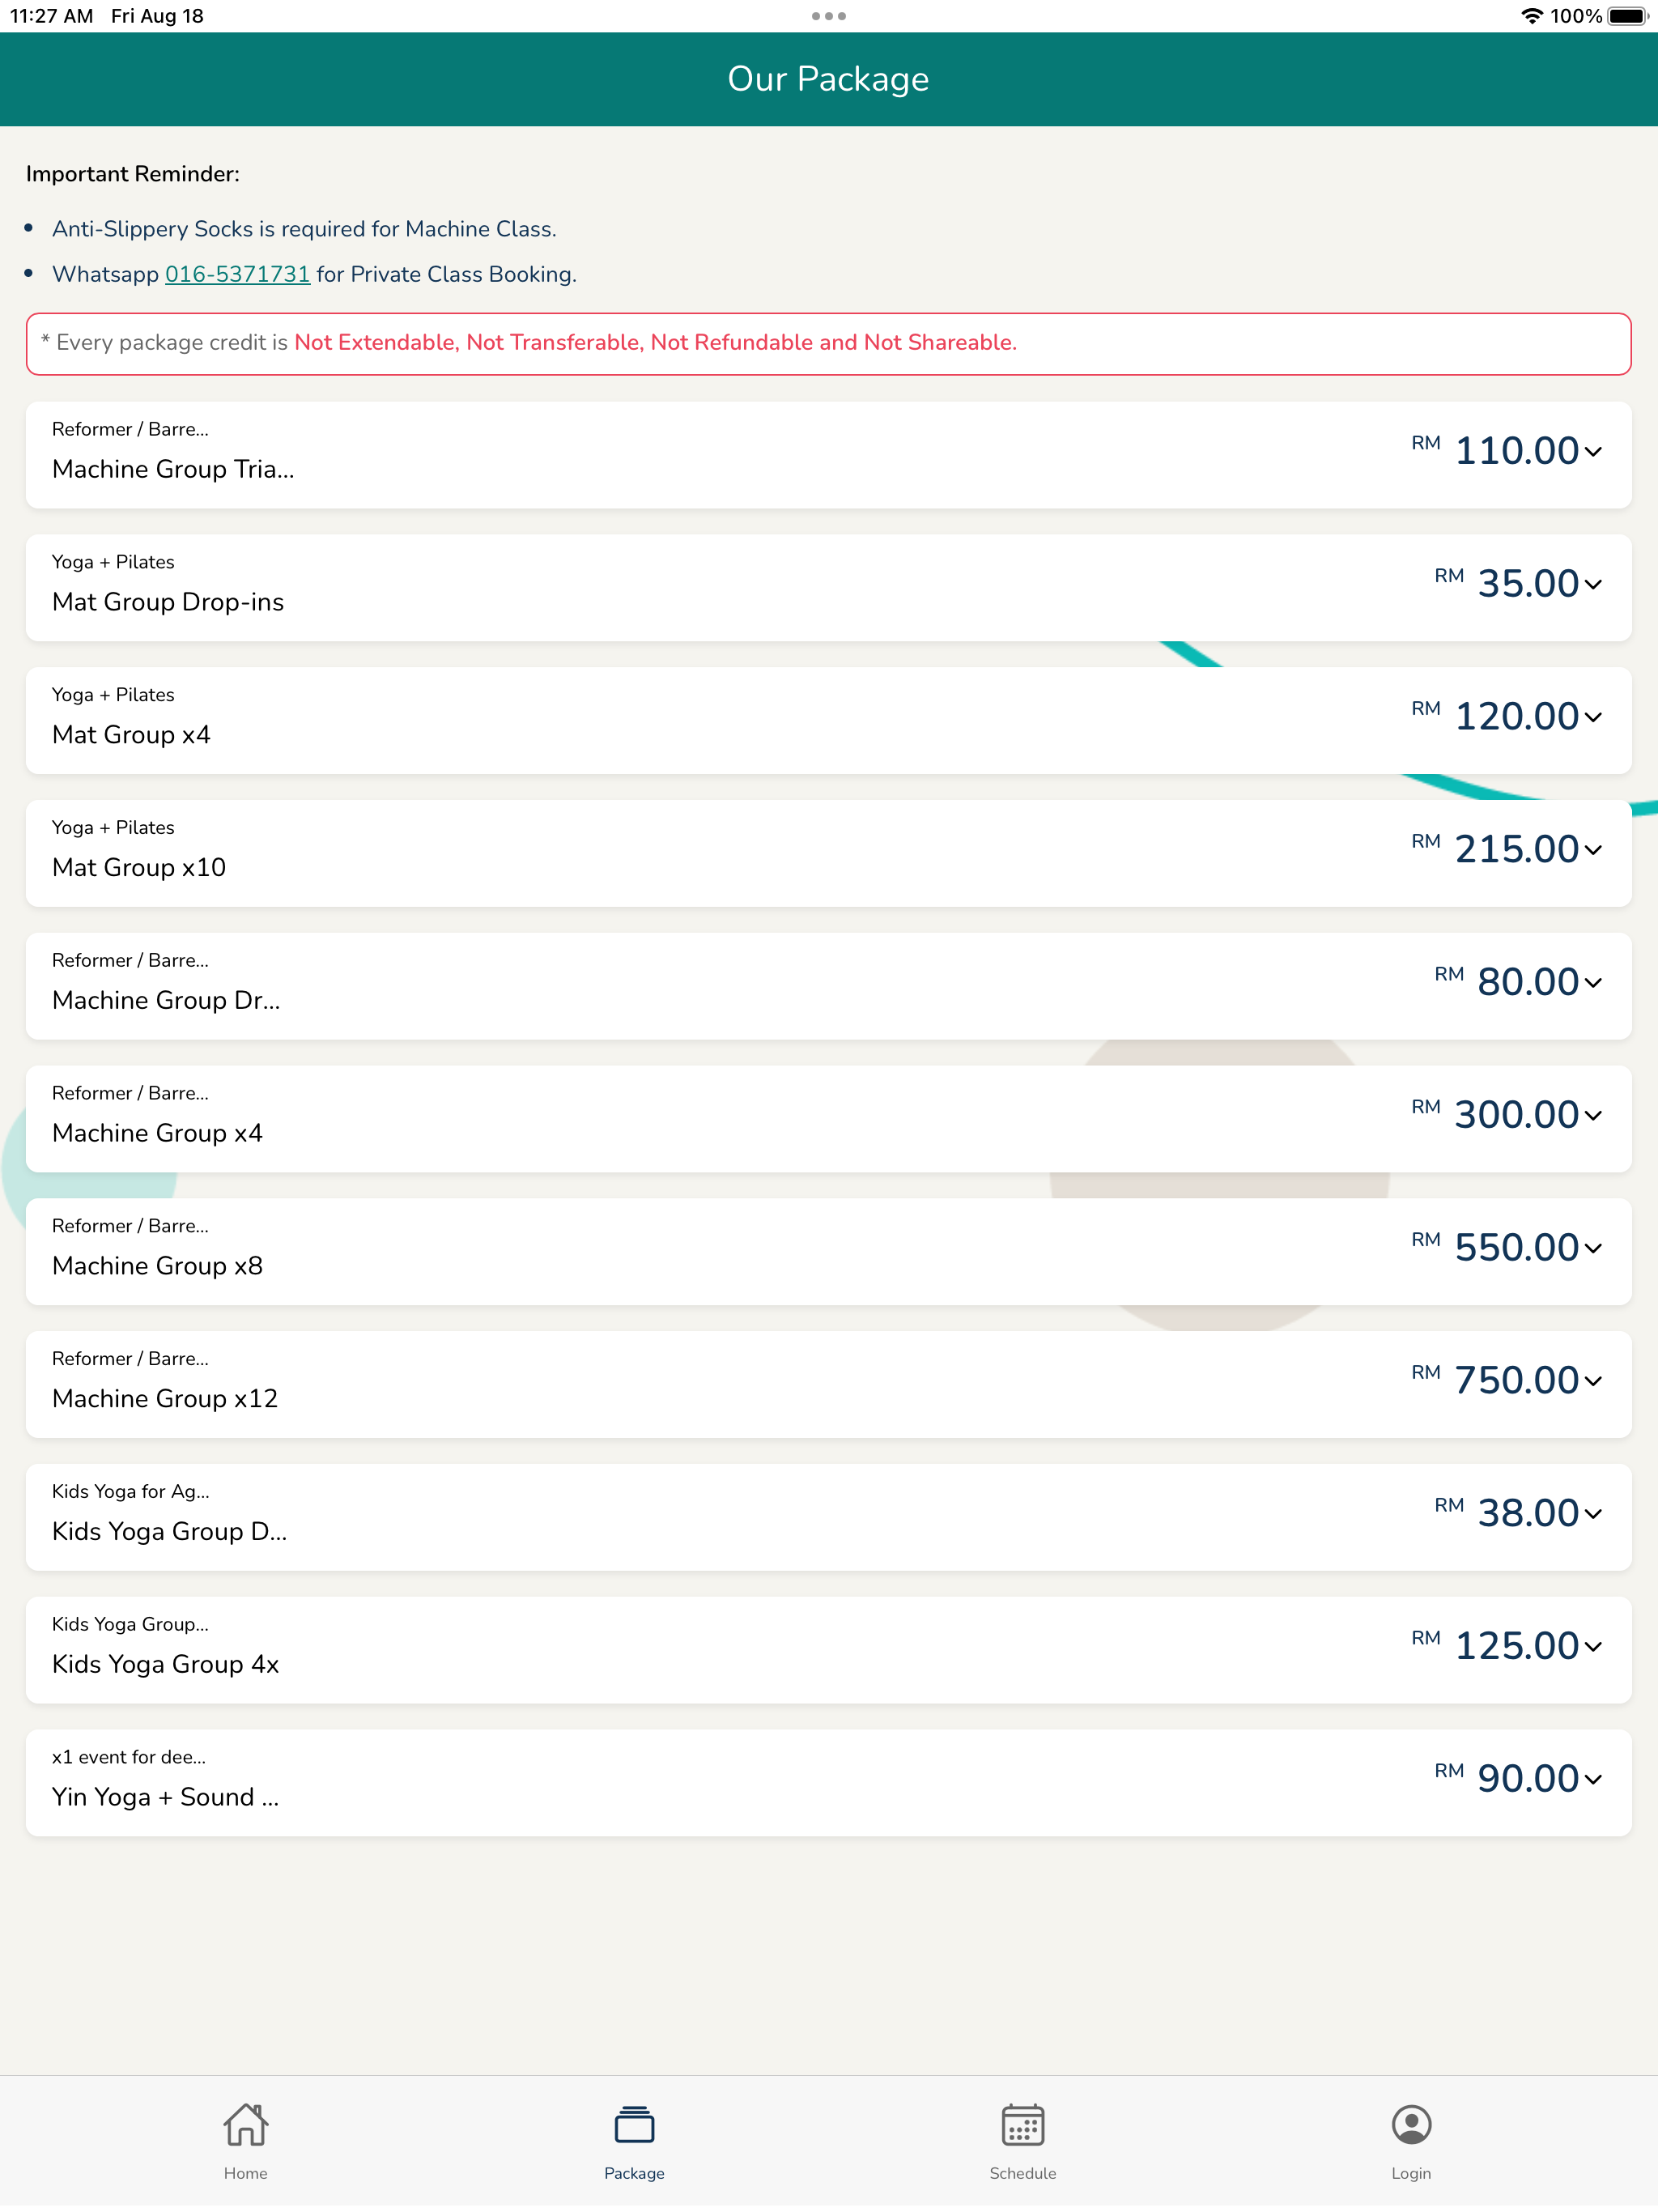 11:27 AM Fri Aug 18 100%
Our Package
Important Reminder:
• Anti-Slippery Socks is required for Machine Class.
• Whatsapp 016-5371731 for Private Class Booking.
* Every package credit is Not Extendable, Not Transferable, Not Refundable and Not Shareable.
Reformer / Barre...
Machine Group Tria...
RM 110.00
Yoga + Pilates
Mat Group Drop-ins
RM 35.00
Yoga + Pilates
Mat Group x4
RM 120.00
Yoga + Pilates
Mat Group x10
RM 215.00
Reformer / Barre...
Machine Group Dr...
RM 80.00
Reformer / Barre...
Machine Group x4
RM 300.00
Reformer / Barre...
Machine Group x8
RM 550.00
Reformer / Barre...
Machine Group x12
RM 750.00
Kids Yoga for Ag...
Kids Yoga Group D...
RM 38.00
Kids Yoga Group...
Kids Yoga Group 4x
RM 125.00
x1 event for dee...
Yin Yoga + Sound ...
RM 90.00
Home Package Schedule Login